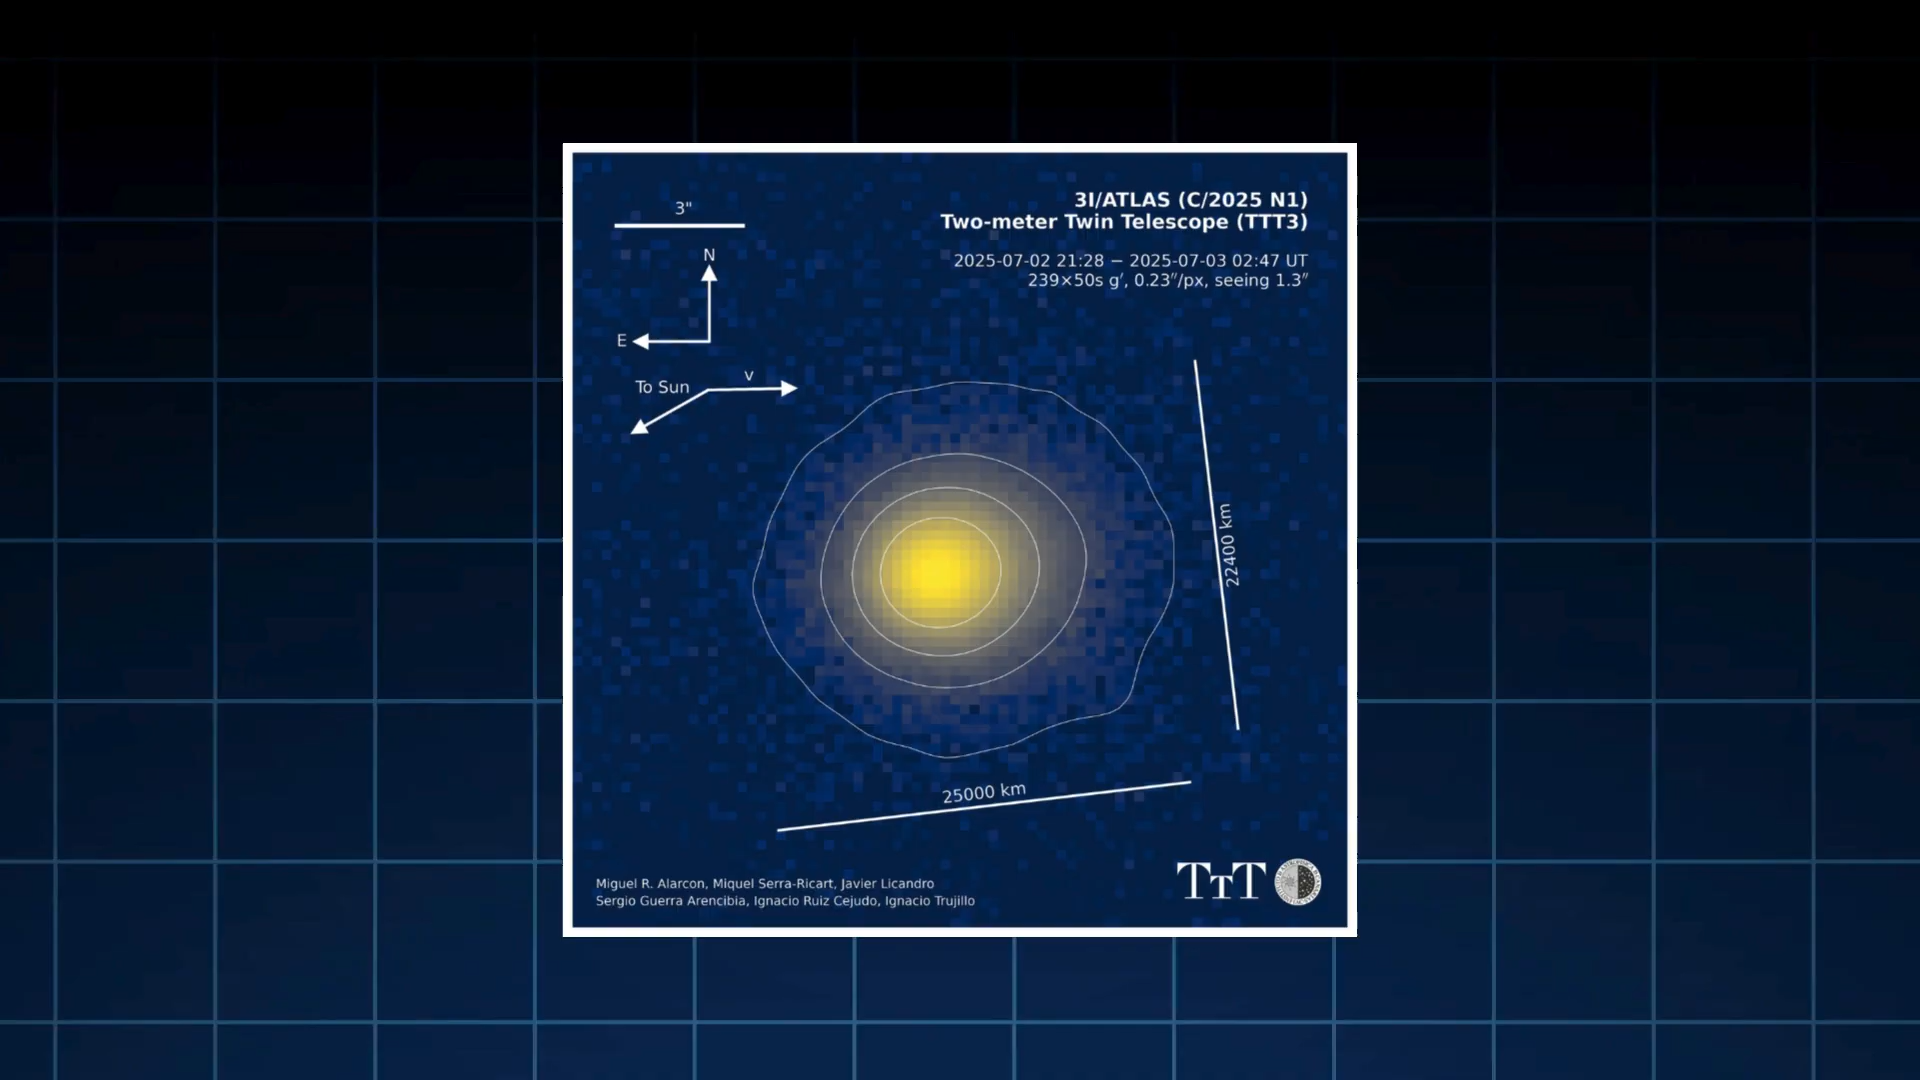 3"
3I/ATLAS (C/2025 N1)
Two-meter Twin Telescope (TTT3)
N
2025-07-02 21:28 − 2025-07-03 02:47 UT
239×50s g′, 0.23″/px, seeing 1.3″
E
v
To Sun
22400 km
25000 km
Miguel R. Alarcon, Miquel Serra-Ricart, Javier Licandro
Sergio Guerra Arencibia, Ignacio Ruiz Cejudo, Ignacio Trujillo
TTT